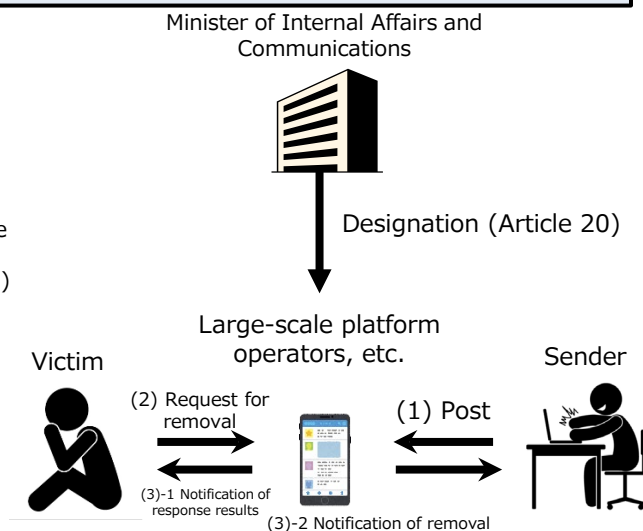 Minister of Internal Affairs and
Communications
e
)
Designation (Article 20)
Large-scale platform
operators, etc.
Victim
Sender
(2) Request for
removal
(1) Post
(3)-1 Notification of
response results
(3)-2 Notification of removal